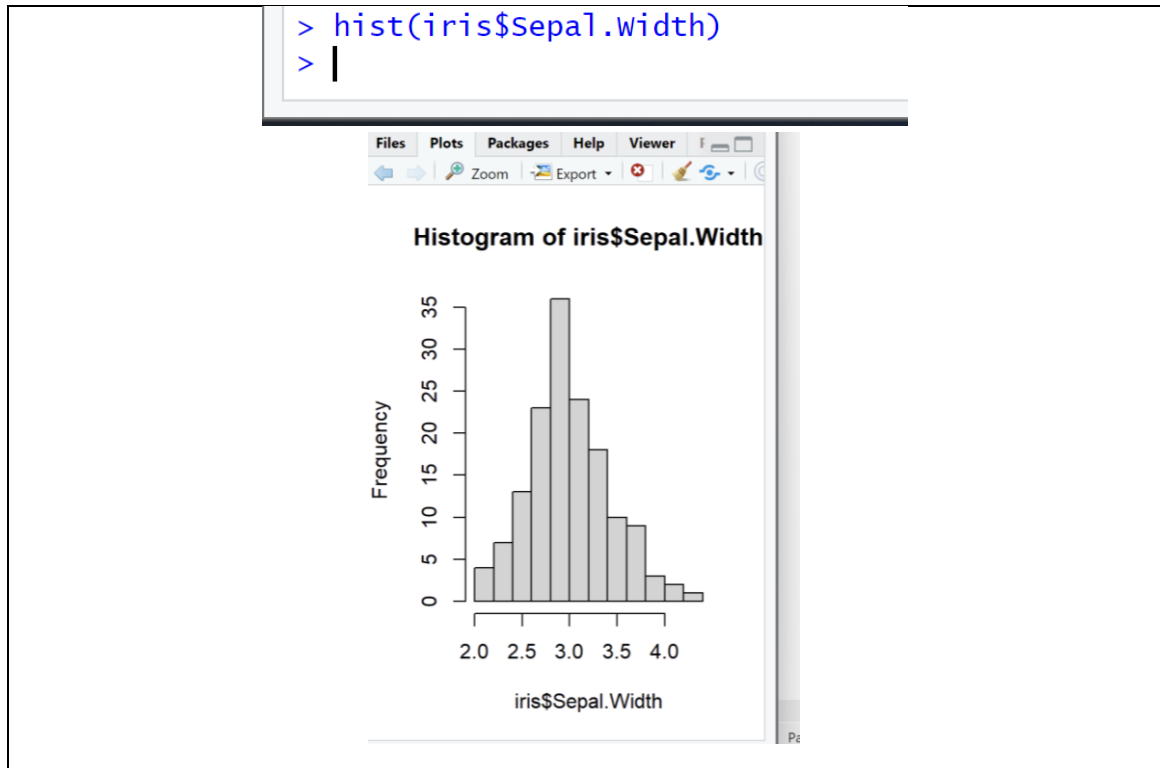 > hist(iris$Sepal.Width)
>
Files Plots Packages Help Viewer
Zoom Export
Histogram of iris$Sepal.Width
Frequency
35
30
25
20
15
10
5
0
2.0 2.5 3.0 3.5 4.0
iris$Sepal.Width